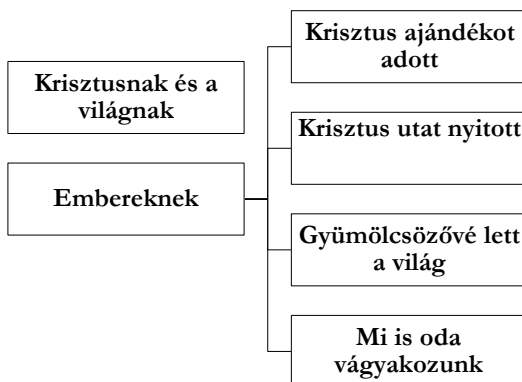 Krisztusnak és a
világnak
Embereknek
Krisztus ajándékot
adott
Krisztus utat nyitott
Gyümölcsözővé lett
a világ
Mi is oda
vágyakozunk